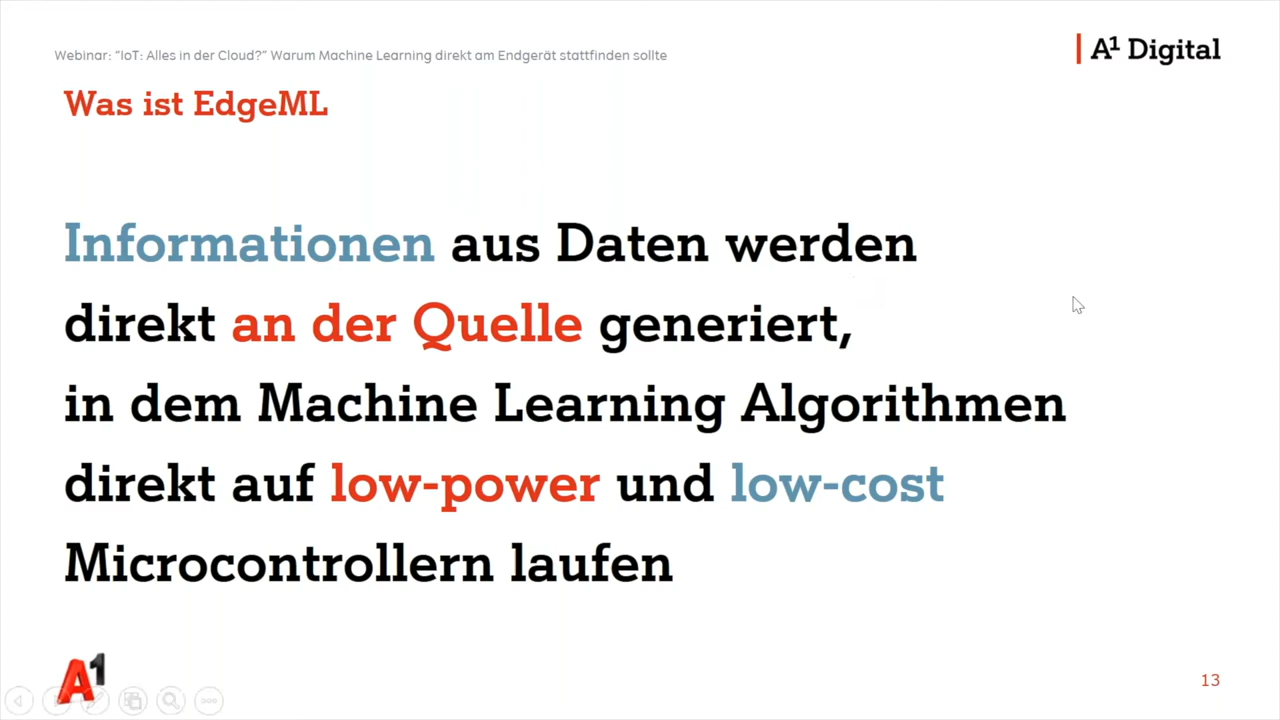 Webinar: "IoT: Alles in der Cloud?" Warum Machine Learning direkt am Endgerät stattfinden sollte
A1 Digital
Was ist EdgeML
Informationen aus Daten werden
direkt an der Quelle generiert,
in dem Machine Learning Algorithmen
direkt auf low-power und low-cost
Microcontrollern laufen
A1
13